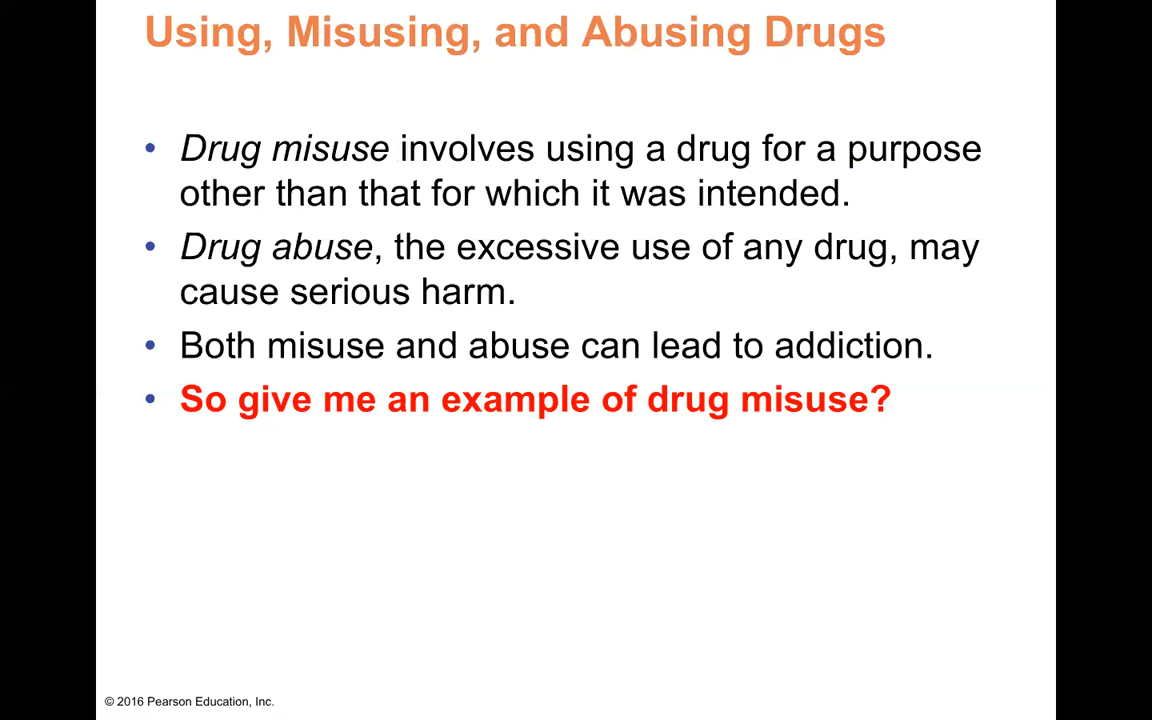 Using, Misusing, and Abusing Drugs
• Drug misuse involves using a drug for a purpose
other than that for which it was intended.
• Drug abuse, the excessive use of any drug, may
cause serious harm.
• Both misuse and abuse can lead to addiction.
• So give me an example of drug misuse?
© 2016 Pearson Education, Inc.